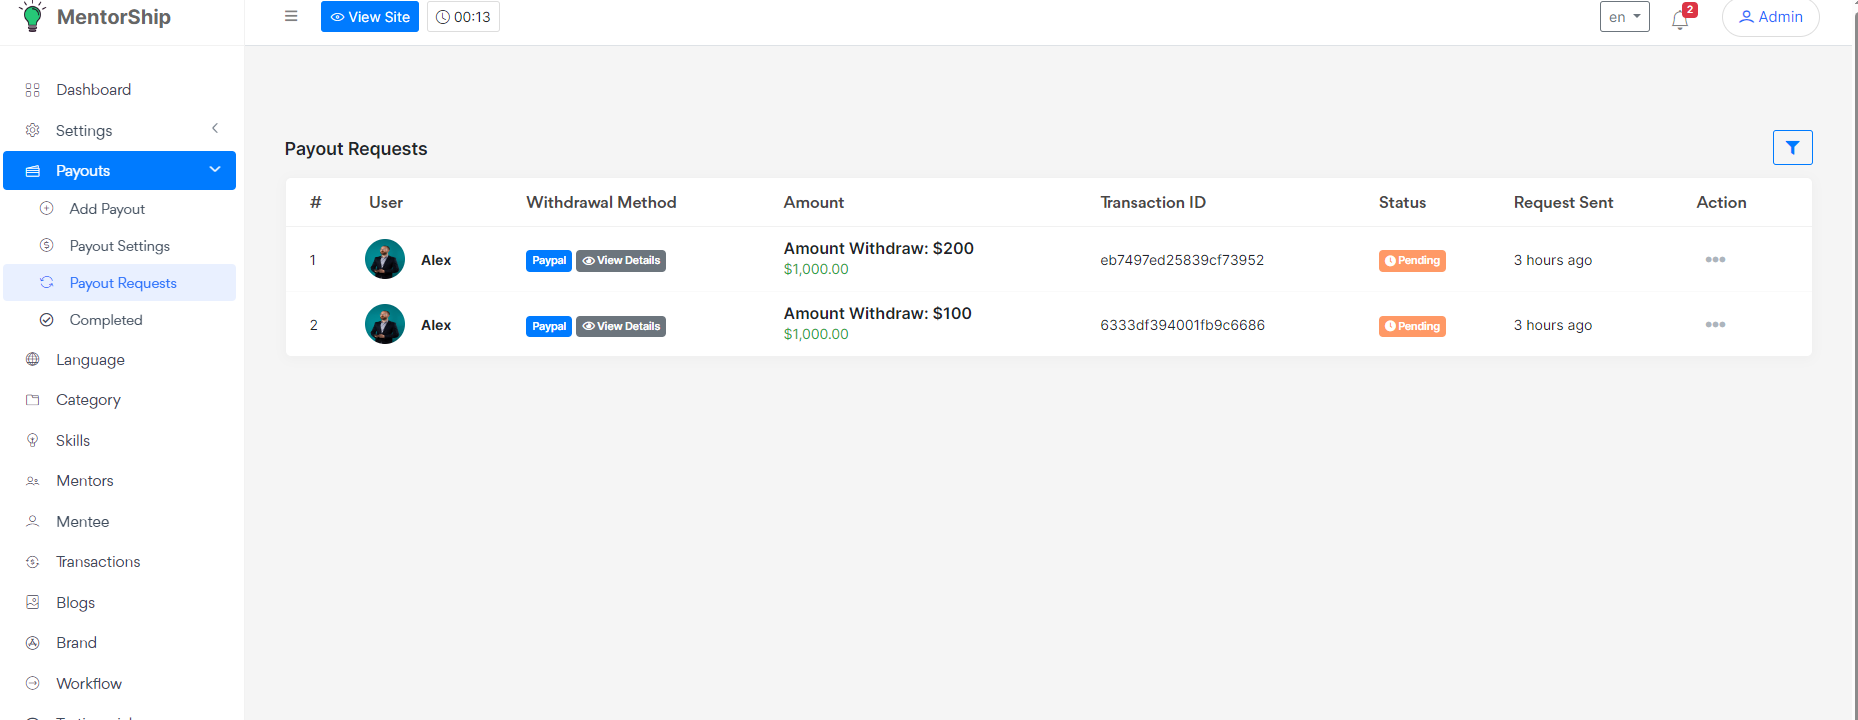 MentorShip
View Site
00:13
en
2
Admin
Dashboard
Settings
Payouts
Add Payout
Payout Settings
Payout Requests
Completed
Language
Category
Skills
Mentors
Mentee
Transactions
Blogs
Brand
Workflow
Payout Requests
# User Withdrawal Method Amount Transaction ID Status Request Sent Action
1 Alex Paypal View Details Amount Withdraw: $200 eb7497ed25839cf73952 Pending 3 hours ago
$1,000.00
2 Alex Paypal View Details Amount Withdraw: $100 6333df394001fb9c6686 Pending 3 hours ago
$1,000.00